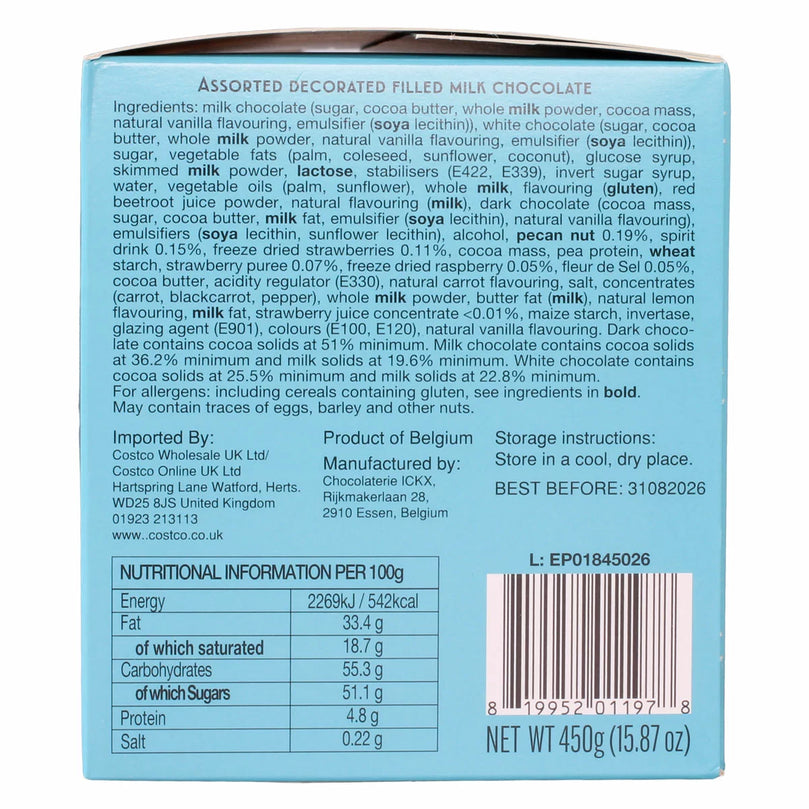 ASSORTED DECORATED FILLED MILK CHOCOLATE
Ingredients: milk chocolate (sugar, cocoa butter, whole milk powder, cocoa mass,
natural vanilla flavouring, emulsifier (soya lecithin)), white chocolate (sugar, cocoa
butter, whole milk powder, natural vanilla flavouring, emulsifier (soya lecithin)),
sugar, vegetable fats (palm, coleseed, sunflower, coconut), glucose syrup,
skimmed milk powder, lactose, stabilisers (E422, E339), invert sugar syrup,
water, vegetable oils (palm, sunflower), whole milk, flavouring (gluten), red
beetroot juice powder, natural flavouring (milk), dark chocolate (cocoa mass,
sugar, cocoa butter, milk fat, emulsifier (soya lecithin), natural vanilla flavouring),
emulsifiers (soya lecithin, sunflower lecithin), alcohol, pecan nut 0.19%, spirit
drink 0.15%, freeze dried strawberries 0.11%, cocoa mass, pea protein, wheat
starch, strawberry puree 0.07%, freeze dried raspberry 0.05%, fleur de Sel 0.05%,
cocoa butter, acidity regulator (E330), natural carrot flavouring, salt, concentrates
(carrot, blackcarrot, pepper), whole milk powder, butter fat (milk), natural lemon
flavouring, milk fat, strawberry juice concentrate <0.01%, maize starch, invertase,
glazing agent (E901), colours (E100, E120), natural vanilla flavouring. Dark choco-
late contains cocoa solids at 51% minimum. Milk chocolate contains cocoa solids
at 36.2% minimum and milk solids at 19.6% minimum. White chocolate contains
cocoa solids at 25.5% minimum and milk solids at 22.8% minimum.
For allergens: including cereals containing gluten, see ingredients in bold.
May contain traces of eggs, barley and other nuts.
Imported By:
Costco Wholesale UK Ltd/
Costco Online UK Ltd
Hartspring Lane Watford, Herts.
WD25 8JS United Kingdom
01923 213113
www..costco.co.uk
Product of Belgium
Manufactured by:
Chocolaterie ICKX,
Rijkmakerlaan 28,
2910 Essen, Belgium
Storage instructions:
Store in a cool, dry place.
BEST BEFORE: 31082026
NUTRITIONAL INFORMATION PER 100g
Energy 2269kJ / 542kcal
Fat 33.4 g
of which saturated 18.7 g
Carbohydrates 55.3 g
of which Sugars 51.1 g
Protein 4.8 g
Salt 0.22 g
L: EP01845026
8 19952 01197 8
NET WT 450g (15.87 oz)